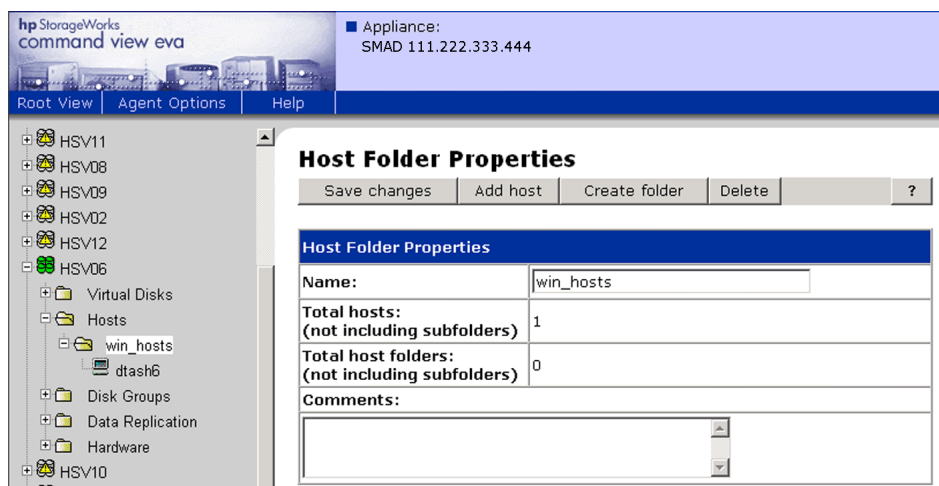 hp StorageWorks
command view eva
Appliance:
SMAD 111.222.333.444
Root View Agent Options Help
HSV11
HSV08
HSV09
HSV02
HSV12
HSV06
Virtual Disks
Hosts
win_hosts
dtash6
Disk Groups
Data Replication
Hardware
HSV10
Host Folder Properties
Save changes Add host Create folder Delete ?
Host Folder Properties
Name: win_hosts
Total hosts:
(not including subfolders) 1
Total host folders:
(not including subfolders) 0
Comments: